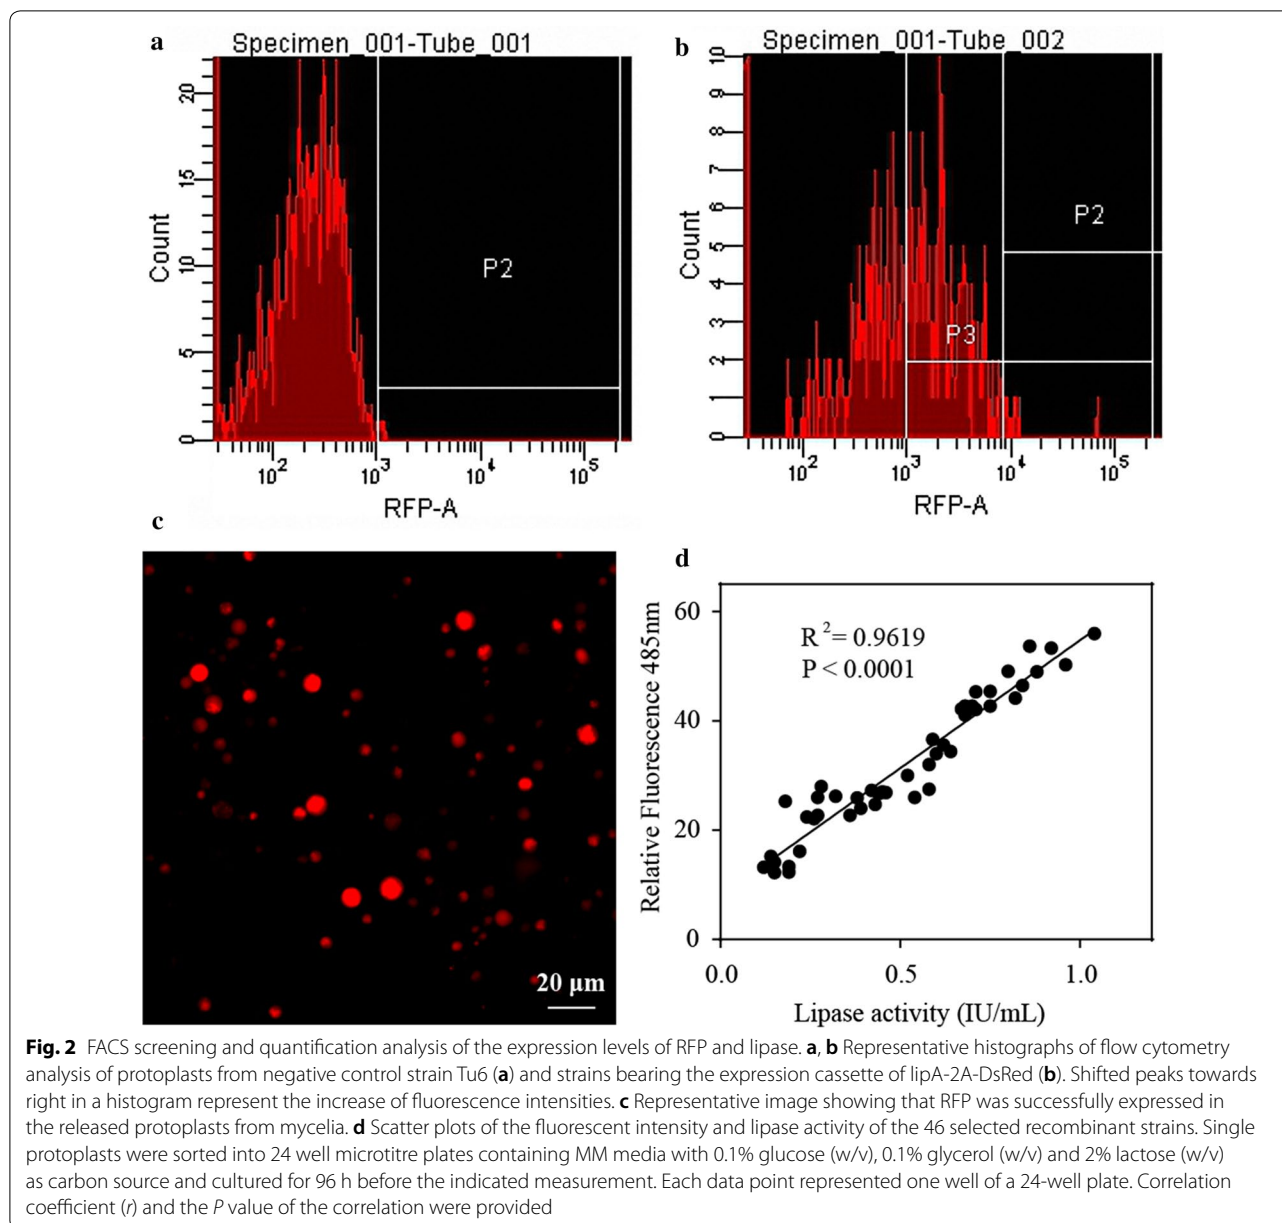 a
Specimen_001-Tube_001
20
15
10
5
0
Count
P2
10²
10³
10⁴
10⁵
RFP-A
b
Specimen_001-Tube_002
10
9
8
7
6
5
4
3
2
1
0
Count
P2
P3
10²
10³
10⁴
10⁵
RFP-A
c
20 µm
d
R²= 0.9619
P < 0.0001
Relative Fluorescence 485nm
60
40
20
0
0.0
0.5
1.0
Lipase activity (IU/mL)
Fig. 2 FACS screening and quantification analysis of the expression levels of RFP and lipase. a, b Representative histographs of flow cytometry
analysis of protoplasts from negative control strain Tu6 (a) and strains bearing the expression cassette of lipA-2A-DsRed (b). Shifted peaks towards
right in a histogram represent the increase of fluorescence intensities. c Representative image showing that RFP was successfully expressed in
the released protoplasts from mycelia. d Scatter plots of the fluorescent intensity and lipase activity of the 46 selected recombinant strains. Single
protoplasts were sorted into 24 well microtitre plates containing MM media with 0.1% glucose (w/v), 0.1% glycerol (w/v) and 2% lactose (w/v)
as carbon source and cultured for 96 h before the indicated measurement. Each data point represented one well of a 24-well plate. Correlation
coefficient (r) and the P value of the correlation were provided